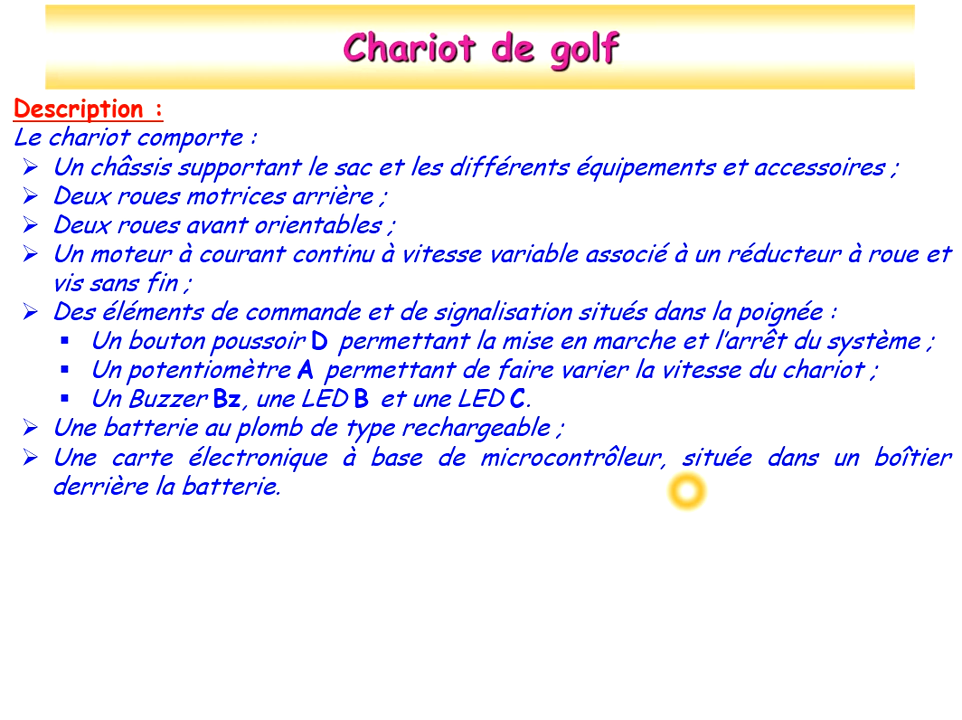 Chariot de golf
Description :
Le chariot comporte :
➢ Un châssis supportant le sac et les différents équipements et accessoires ;
➢ Deux roues motrices arrière ;
➢ Deux roues avant orientables ;
➢ Un moteur à courant continu à vitesse variable associé à un réducteur à roue et
vis sans fin ;
➢ Des éléments de commande et de signalisation situés dans la poignée :
▪ Un bouton poussoir D permettant la mise en marche et l’arrêt du système ;
▪ Un potentiomètre A permettant de faire varier la vitesse du chariot ;
▪ Un Buzzer Bz, une LED B et une LED C.
➢ Une batterie au plomb de type rechargeable ;
➢ Une carte électronique à base de microcontrôleur, située dans un boîtier
derrière la batterie.